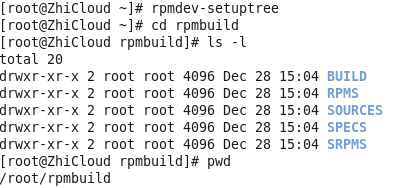 [root@ZhiCloud ~]# rpmdev-setuptree
[root@ZhiCloud ~]# cd rpmbuild
[root@ZhiCloud rpmbuild]# ls -l
total 20
drwxr-xr-x 2 root root 4096 Dec 28 15:04 BUILD
drwxr-xr-x 2 root root 4096 Dec 28 15:04 RPMS
drwxr-xr-x 2 root root 4096 Dec 28 15:04 SOURCES
drwxr-xr-x 2 root root 4096 Dec 28 15:04 SPECS
drwxr-xr-x 2 root root 4096 Dec 28 15:04 SRPMS
[root@ZhiCloud rpmbuild]# pwd
/root/rpmbuild